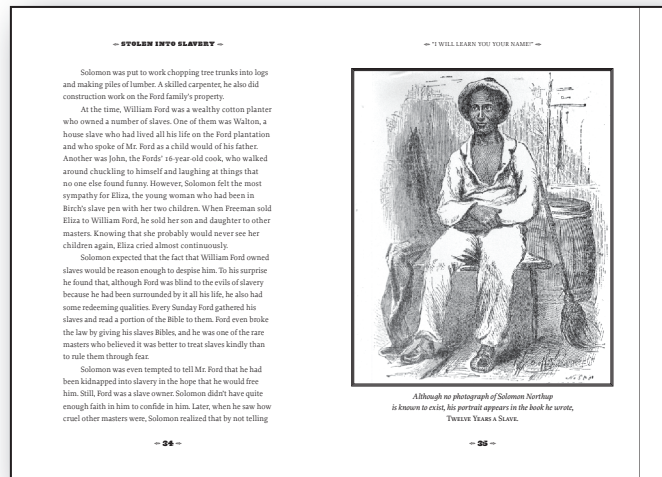 STOLEN INTO SLAVERY
Solomon was put to work chopping tree trunks into logs
and making piles of lumber. A skilled carpenter, he also did
construction work on the Ford family's property.
At the time, William Ford was a wealthy cotton planter
who owned a number of slaves. One of them was Walton, a
house slave who had lived all his life on the Ford plantation
and who spoke of Mr. Ford as a child would of his father.
Another was John, the Fords' 16-year-old cook, who walked
around chuckling to himself and laughing at things that
no one else found funny. However, Solomon felt the most
sympathy for Eliza, the young woman who had been in
Birch's slave pen with her two children. When Freeman sold
Eliza to William Ford, he sold her son and daughter to other
masters. Knowing that she probably would never see her
children again, Eliza cried almost continuously.
Solomon expected that the fact that William Ford owned
slaves would be reason enough to despise him. To his surprise
he found that, although Ford was blind to the evils of slavery
because he had been surrounded by it all his life, he also had
some redeeming qualities. Every Sunday Ford gathered his
slaves and read a portion of the Bible to them. Ford even broke
the law by giving his slaves Bibles, and he was one of the rare
masters who believed it was better to treat slaves kindly than
to rule them through fear.
Solomon was even tempted to tell Mr. Ford that he had
been kidnapped into slavery in the hope that he would free
him. Still, Ford was a slave owner. Solomon didn't have quite
enough faith in him to confide in him. Later, when he saw how
cruel other masters were, Solomon realized that by not telling
34
"I WILL LEARN YOU YOUR NAME!"
Although no photograph of Solomon Northup
is known to exist, his portrait appears in the book he wrote,
TWELVE YEARS A SLAVE.
35